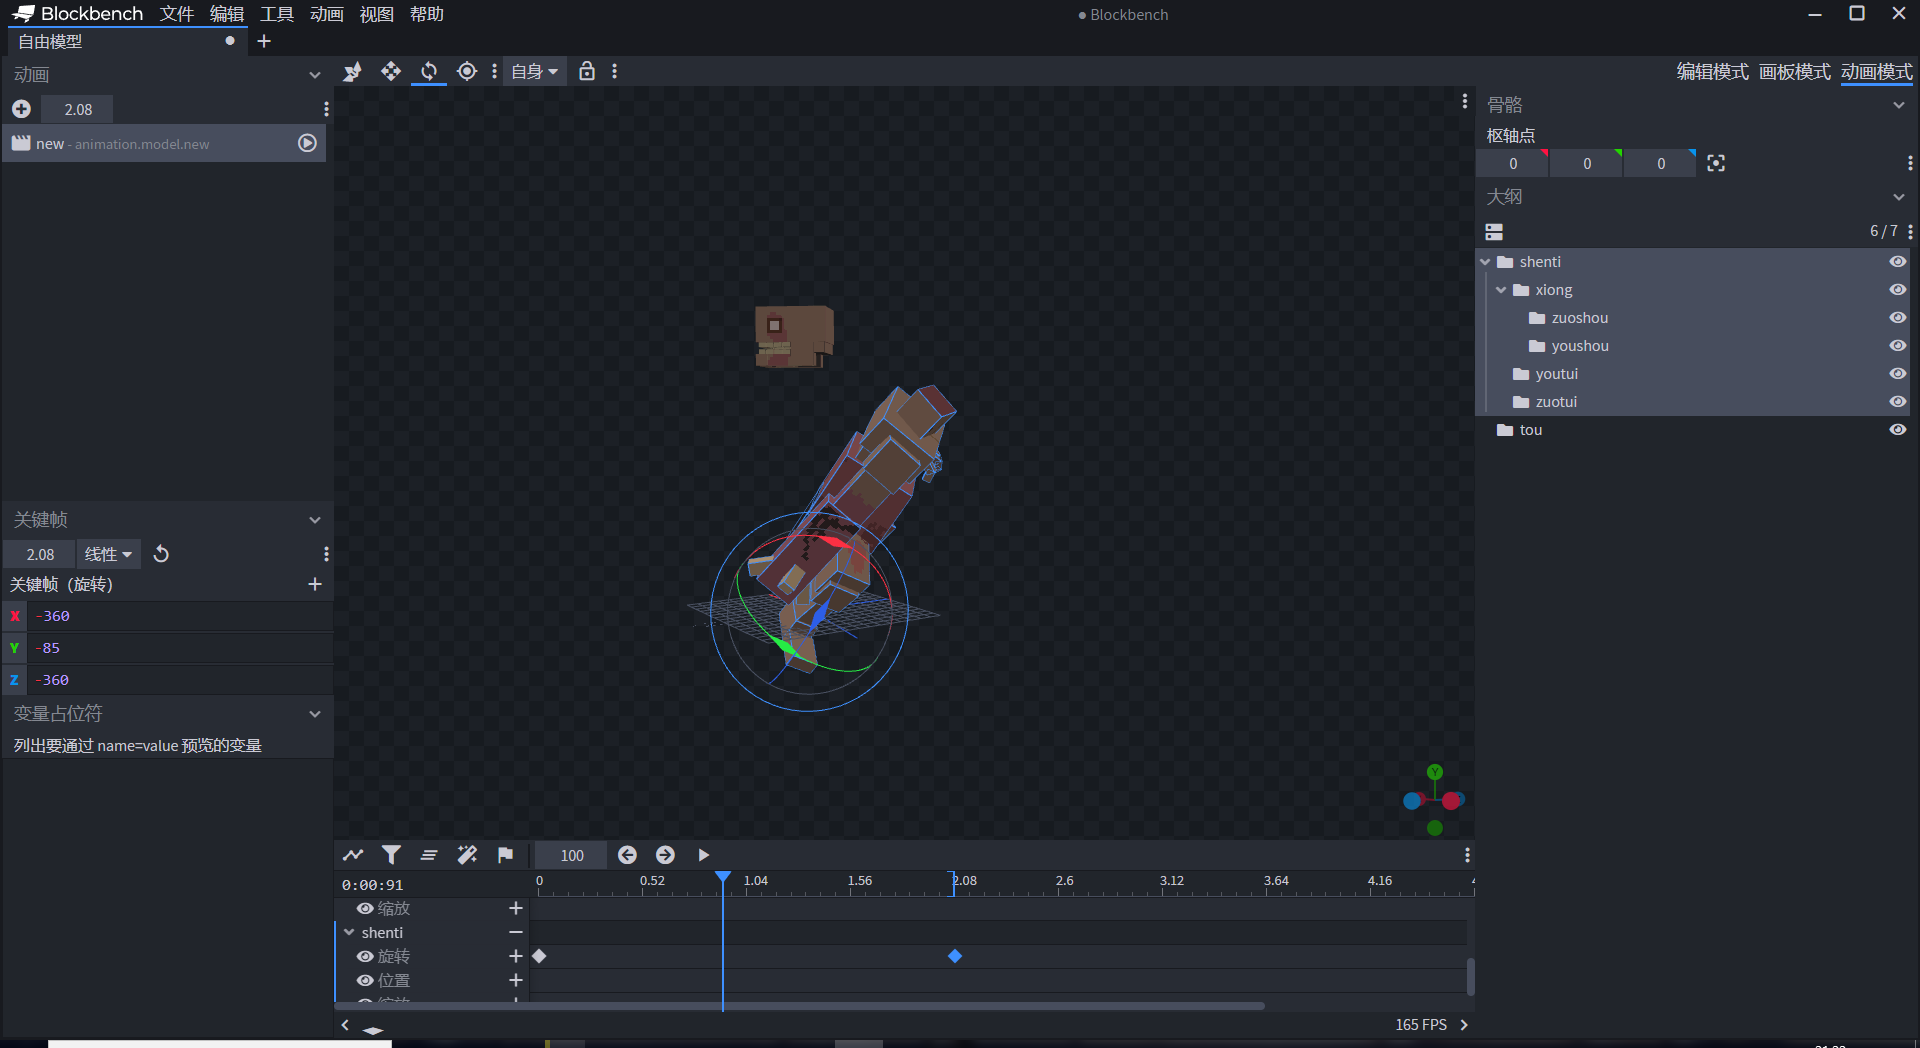 Blockbench 文件 编辑 工具 动画 视图 帮助
● Blockbench
自由模型
动画
自身
编辑模式 画板模式 动画模式
2.08
new - animation.model.new
骨骼
枢轴点
0 0 0
大纲
6 / 7
shenti
xiong
zuoshou
youshou
youtui
zuotui
tou
关键帧
2.08 线性
关键帧（旋转）
X -360
Y -85
Z -360
变量占位符
列出要通过 name=value 预览的变量
Y
100
0:00:91
0 0.52 1.04 1.56 2.08 2.6 3.12 3.64 4.16 4
缩放
shenti
旋转
位置
缩放
165 FPS